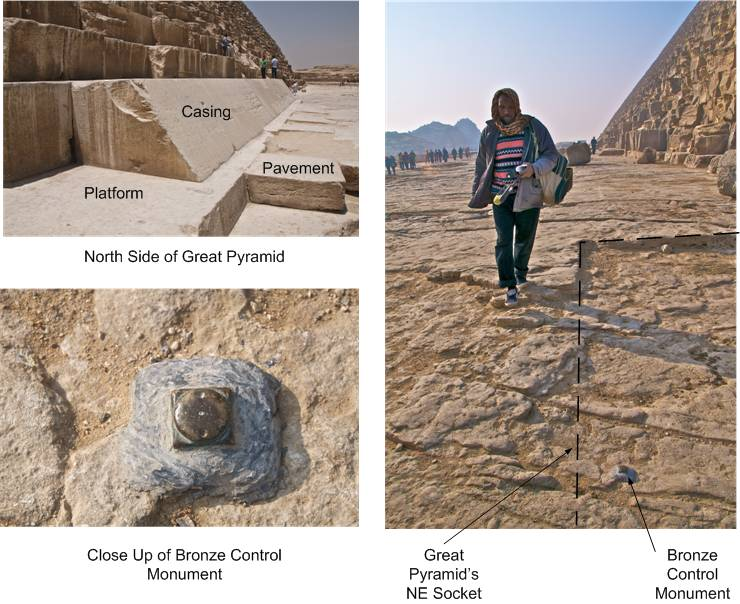 Casing
Pavement
Platform
North Side of Great Pyramid
Close Up of Bronze Control
Monument
Great
Pyramid's
NE Socket
Bronze
Control
Monument